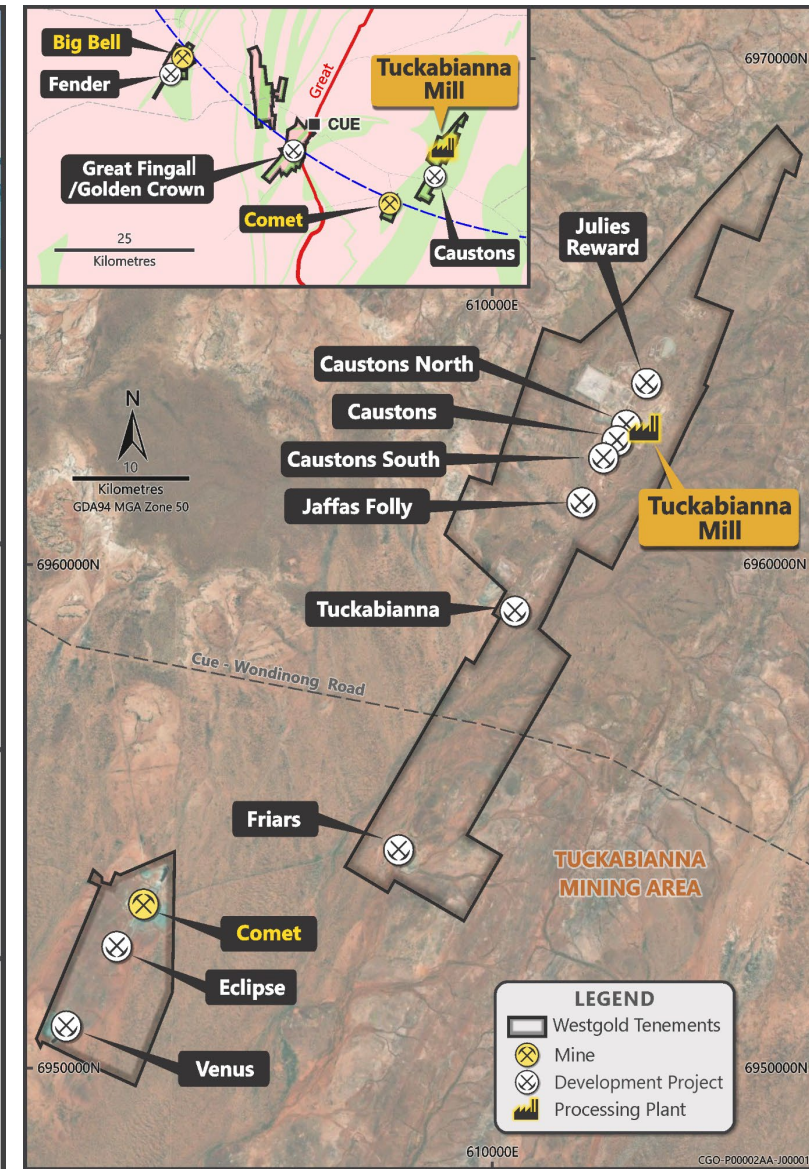 Big Bell
Fender
Great
Tuckabianna
Mill
CUE
Great Fingall
/Golden Crown
Comet
Caustons
25
Kilometres
6970000N
610000E
Julies
Reward
Caustons North
Caustons
Caustons South
Jaffas Folly
N
10
Kilometres
GDA94 MGA Zone 50
Tuckabianna
Mill
6960000N
6960000N
Tuckabianna
Cue - Wondinong Road
Friars
TUCKABIANNA
MINING AREA
Comet
Eclipse
Venus
LEGEND
Westgold Tenements
Mine
Development Project
Processing Plant
6950000N
6950000N
610000E
CGO-P00002AA-J00001